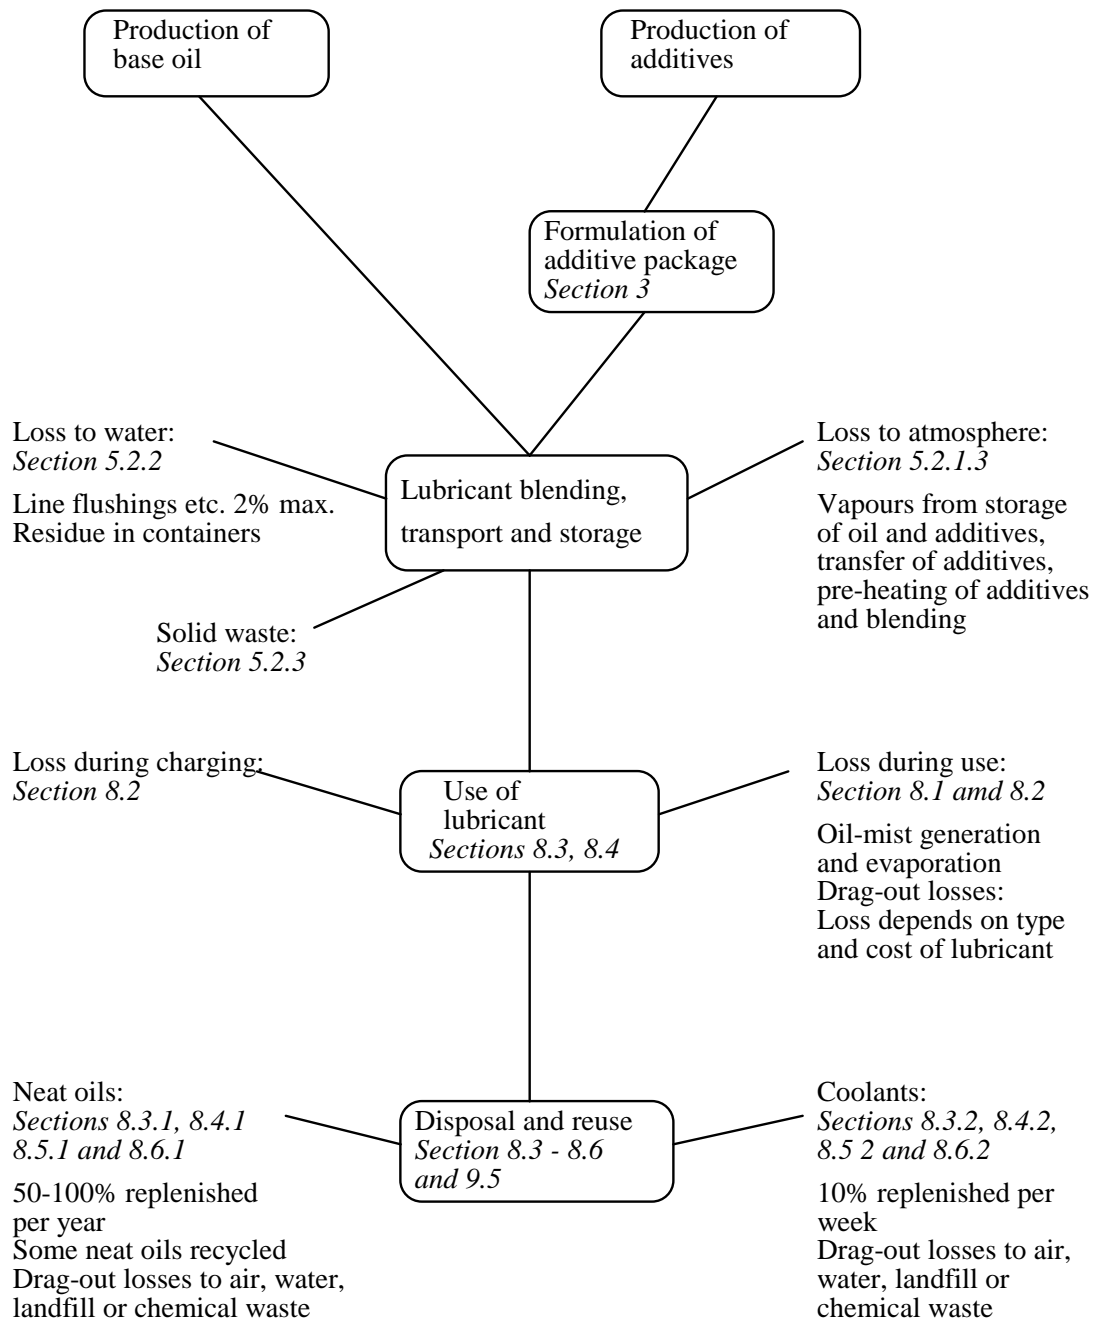 Production of
base oil
Production of
additives
Formulation of
additive package
Section 3
Loss to water:
Section 5.2.2
Line flushings etc. 2% max.
Residue in containers
Lubricant blending,
transport and storage
Loss to atmosphere:
Section 5.2.1.3
Vapours from storage
of oil and additives,
transfer of additives,
pre-heating of additives
and blending
Solid waste:
Section 5.2.3
Loss during charging:
Section 8.2
Use of
lubricant
Sections 8.3, 8.4
Loss during use:
Section 8.1 amd 8.2
Oil-mist generation
and evaporation
Drag-out losses:
Loss depends on type
and cost of lubricant
Neat oils:
Sections 8.3.1, 8.4.1
8.5.1 and 8.6.1
50-100% replenished
per year
Some neat oils recycled
Drag-out losses to air, water,
landfill or chemical waste
Disposal and reuse
Section 8.3 - 8.6
and 9.5
Coolants:
Sections 8.3.2, 8.4.2,
8.5 2 and 8.6.2
10% replenished per
week
Drag-out losses to air,
water, landfill or
chemical waste